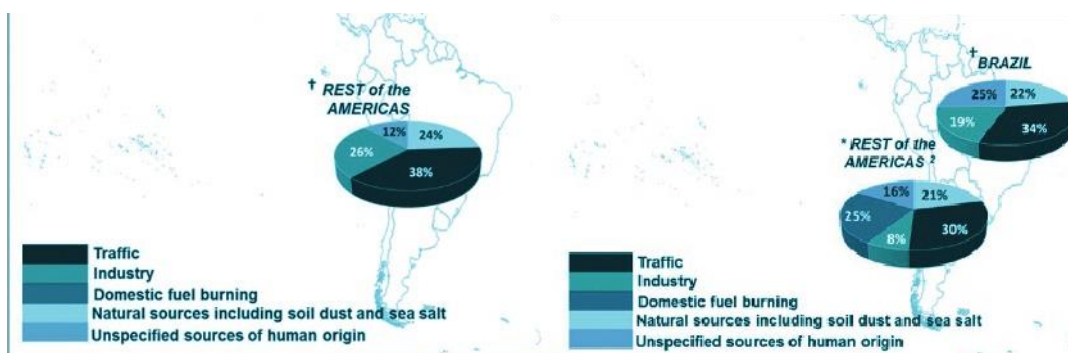 † REST of the
AMERICAS
12%
24%
26%
38%
Traffic
Industry
Domestic fuel burning
Natural sources including soil dust and sea salt
Unspecified sources of human origin
† BRAZIL
25%
22%
19%
34%
* REST of the
AMERICAS ²
16%
21%
25%
8%
30%
Traffic
Industry
Domestic fuel burning
Natural sources including soil dust and sea salt
Unspecified sources of human origin